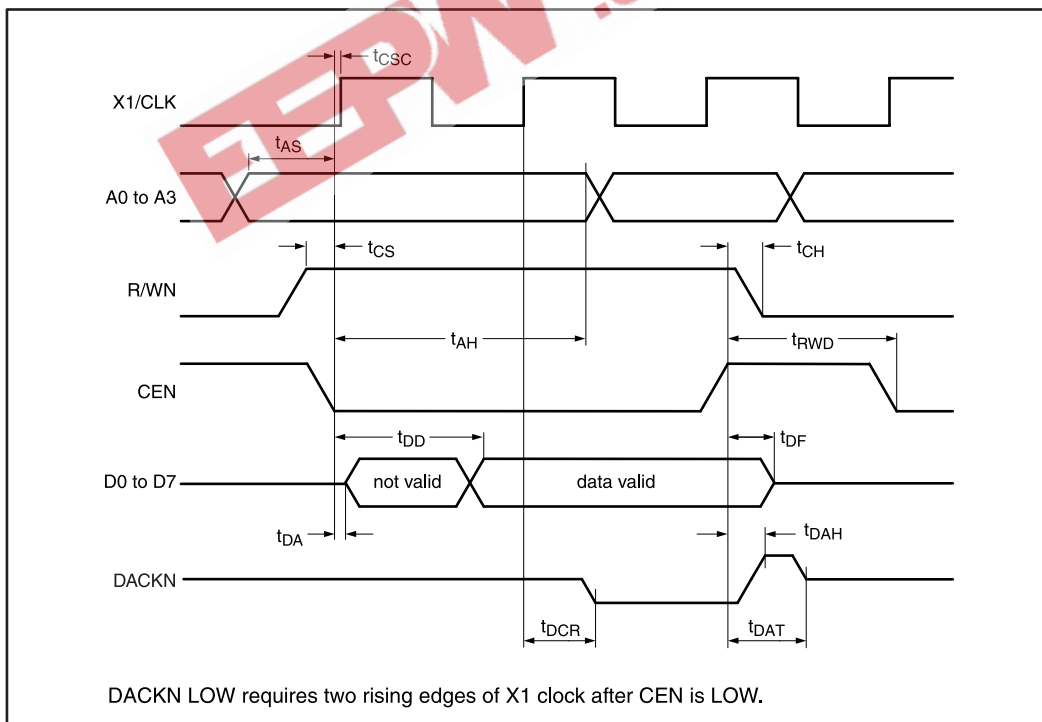 EEPW.
tCSC
X1/CLK
tAS
A0 to A3
tCS
tCH
R/WN
tAH
tRWD
CEN
tDD
tDF
D0 to D7
not valid
data valid
tDA
tDAH
DACKN
tDCR
tDAT
DACKN LOW requires two rising edges of X1 clock after CEN is LOW.